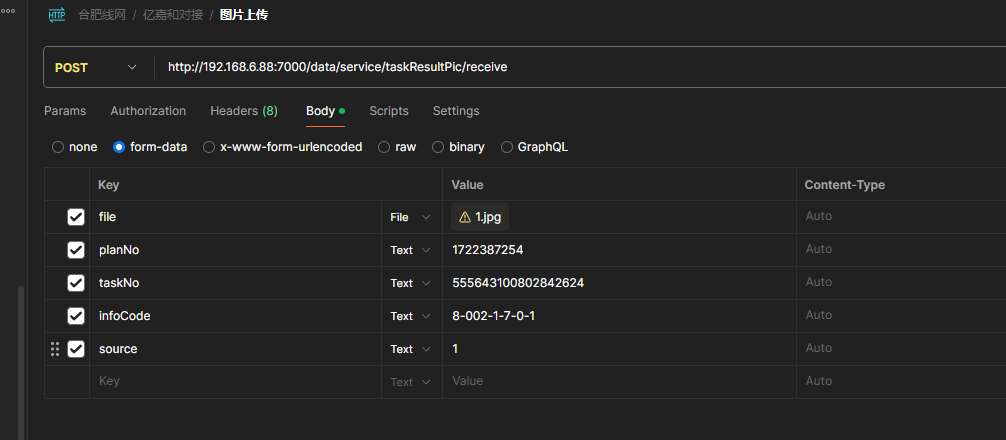 HTTP 合肥线网 / 亿嘉和对接 / 图片上传
POST http://192.168.6.88:7000/data/service/taskResultPic/receive
Params Authorization Headers (8) Body Scripts Settings
none form-data x-www-form-urlencoded raw binary GraphQL
Key Value Content-Type
file File 1.jpg Auto
planNo Text 1722387254 Auto
taskNo Text 555643100802842624 Auto
infoCode Text 8-002-1-7-0-1 Auto
source Text 1 Auto
Key Text Value Auto